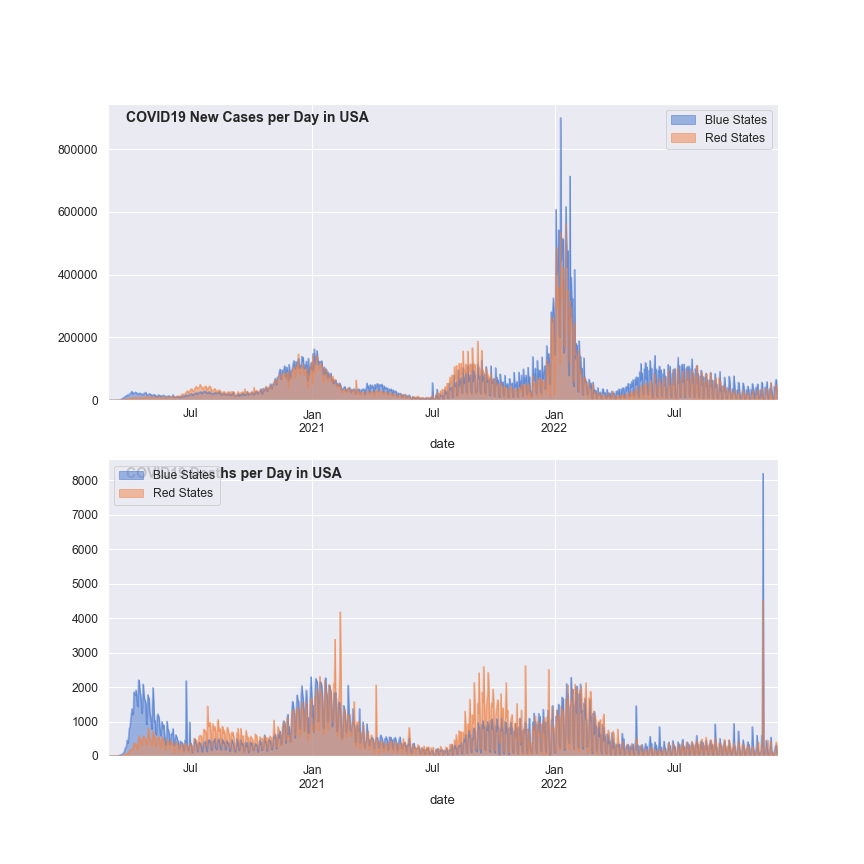 COVID19 New Cases per Day in USA
Blue States
Red States
800000
600000
400000
200000
0
Jul
Jan
2021
Jul
Jan
2022
Jul
date
COVID19 Deaths per Day in USA
Blue States
Red States
8000
7000
6000
5000
4000
3000
2000
1000
0
Jul
Jan
2021
Jul
Jan
2022
Jul
date